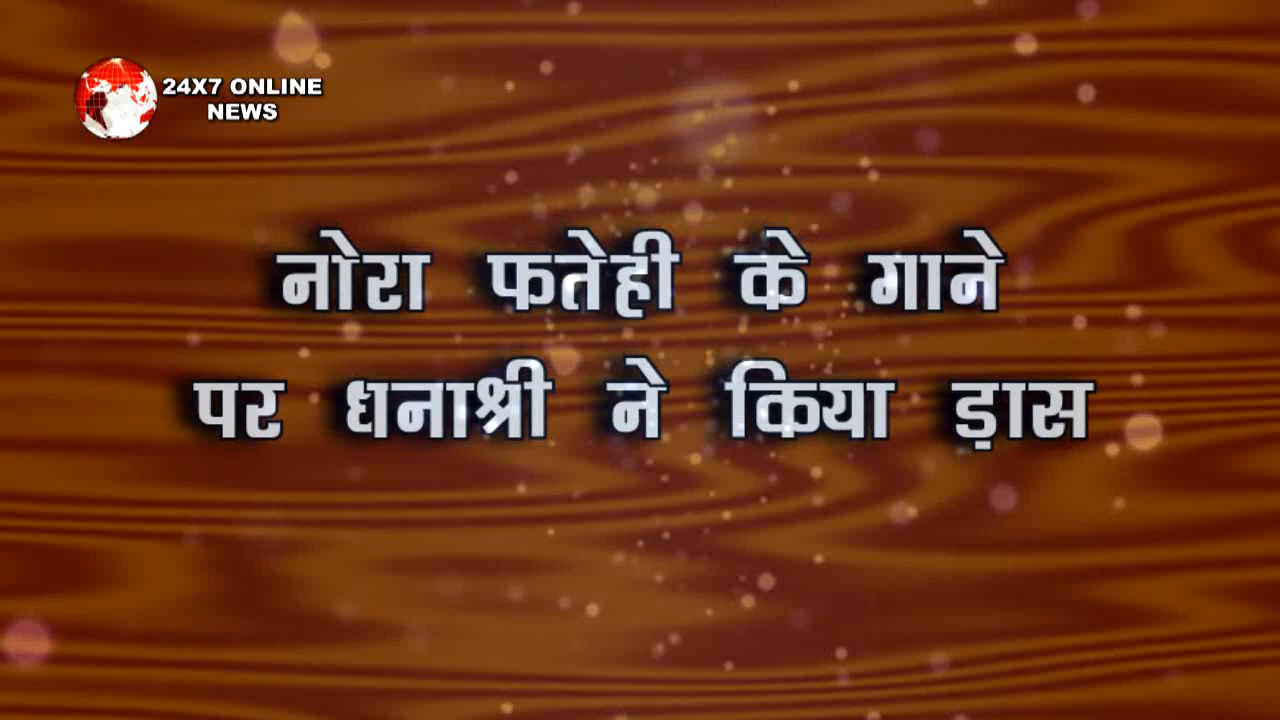 24X7 ONLINE
NEWS
नोरा फतेही के गाने
पर धनाश्री ने किया ड़ास